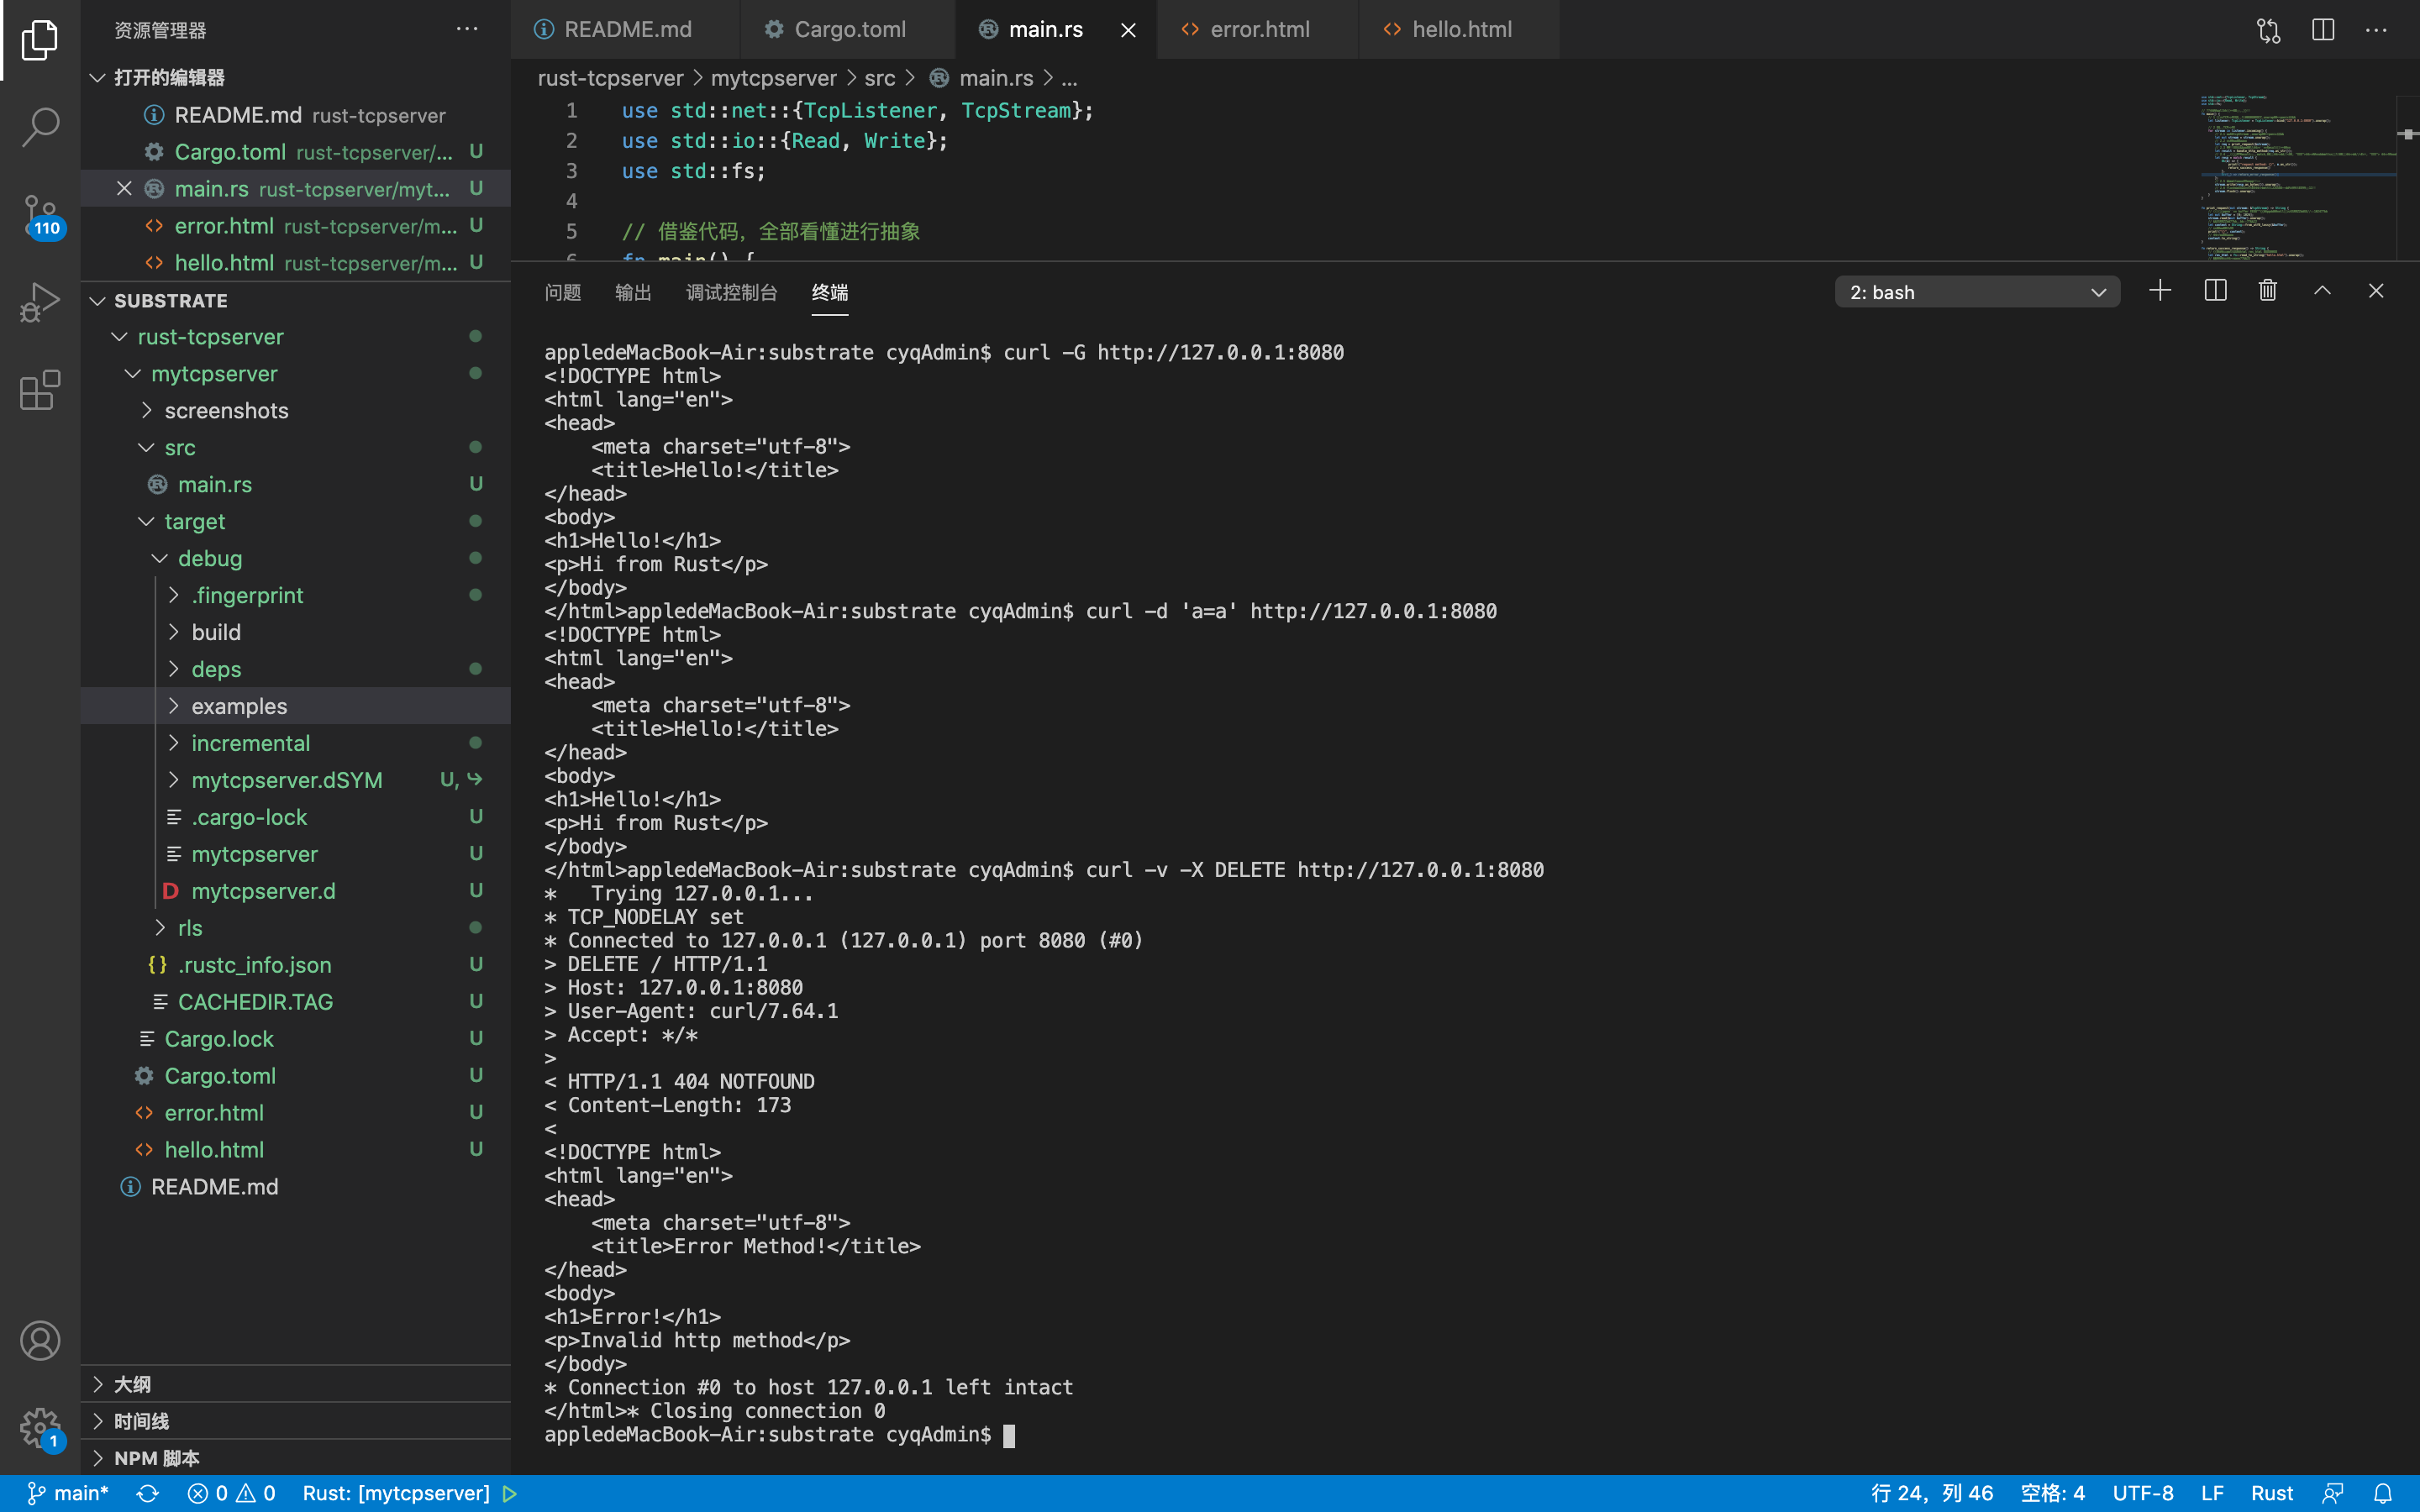 资源管理器
打开的编辑器
README.md rust-tcpserver
Cargo.toml rust-tcpserver/... U
main.rs rust-tcpserver/myt... U
error.html rust-tcpserver/m... U
hello.html rust-tcpserver/m... U
SUBSTRATE
rust-tcpserver
mytcpserver
screenshots
src
main.rs U
target
debug
.fingerprint
build
deps
examples
incremental
mytcpserver.dSYM U,
.cargo-lock U
mytcpserver U
D mytcpserver.d U
rls
{} .rustc_info.json U
CACHEDIR.TAG U
Cargo.lock U
Cargo.toml U
error.html U
hello.html U
README.md
大纲
时间线
NPM 脚本
110
1
README.md Cargo.toml main.rs error.html hello.html
rust-tcpserver > mytcpserver > src > main.rs > ...
1 use std::net::{TcpListener, TcpStream};
2 use std::io::{Read, Write};
3 use std::fs;
4
5 // 借鉴代码，全部看懂进行抽象
6 fn main() {
问题 输出 调试控制台 终端 2: bash
appledeMacBook-Air:substrate cyqAdmin$ curl -G http://127.0.0.1:8080
<!DOCTYPE html>
<html lang="en">
<head>
    <meta charset="utf-8">
    <title>Hello!</title>
</head>
<body>
<h1>Hello!</h1>
<p>Hi from Rust</p>
</body>
</html>appledeMacBook-Air:substrate cyqAdmin$ curl -d 'a=a' http://127.0.0.1:8080
<!DOCTYPE html>
<html lang="en">
<head>
    <meta charset="utf-8">
    <title>Hello!</title>
</head>
<body>
<h1>Hello!</h1>
<p>Hi from Rust</p>
</body>
</html>appledeMacBook-Air:substrate cyqAdmin$ curl -v -X DELETE http://127.0.0.1:8080
*   Trying 127.0.0.1...
* TCP_NODELAY set
* Connected to 127.0.0.1 (127.0.0.1) port 8080 (#0)
> DELETE / HTTP/1.1
> Host: 127.0.0.1:8080
> User-Agent: curl/7.64.1
> Accept: */*
>
< HTTP/1.1 404 NOTFOUND
< Content-Length: 173
<
<!DOCTYPE html>
<html lang="en">
<head>
    <meta charset="utf-8">
    <title>Error Method!</title>
</head>
<body>
<h1>Error!</h1>
<p>Invalid http method</p>
</body>
* Connection #0 to host 127.0.0.1 left intact
</html>* Closing connection 0
appledeMacBook-Air:substrate cyqAdmin$
main* 0 0 Rust: [mytcpserver] 行 24，列 46 空格: 4 UTF-8 LF Rust